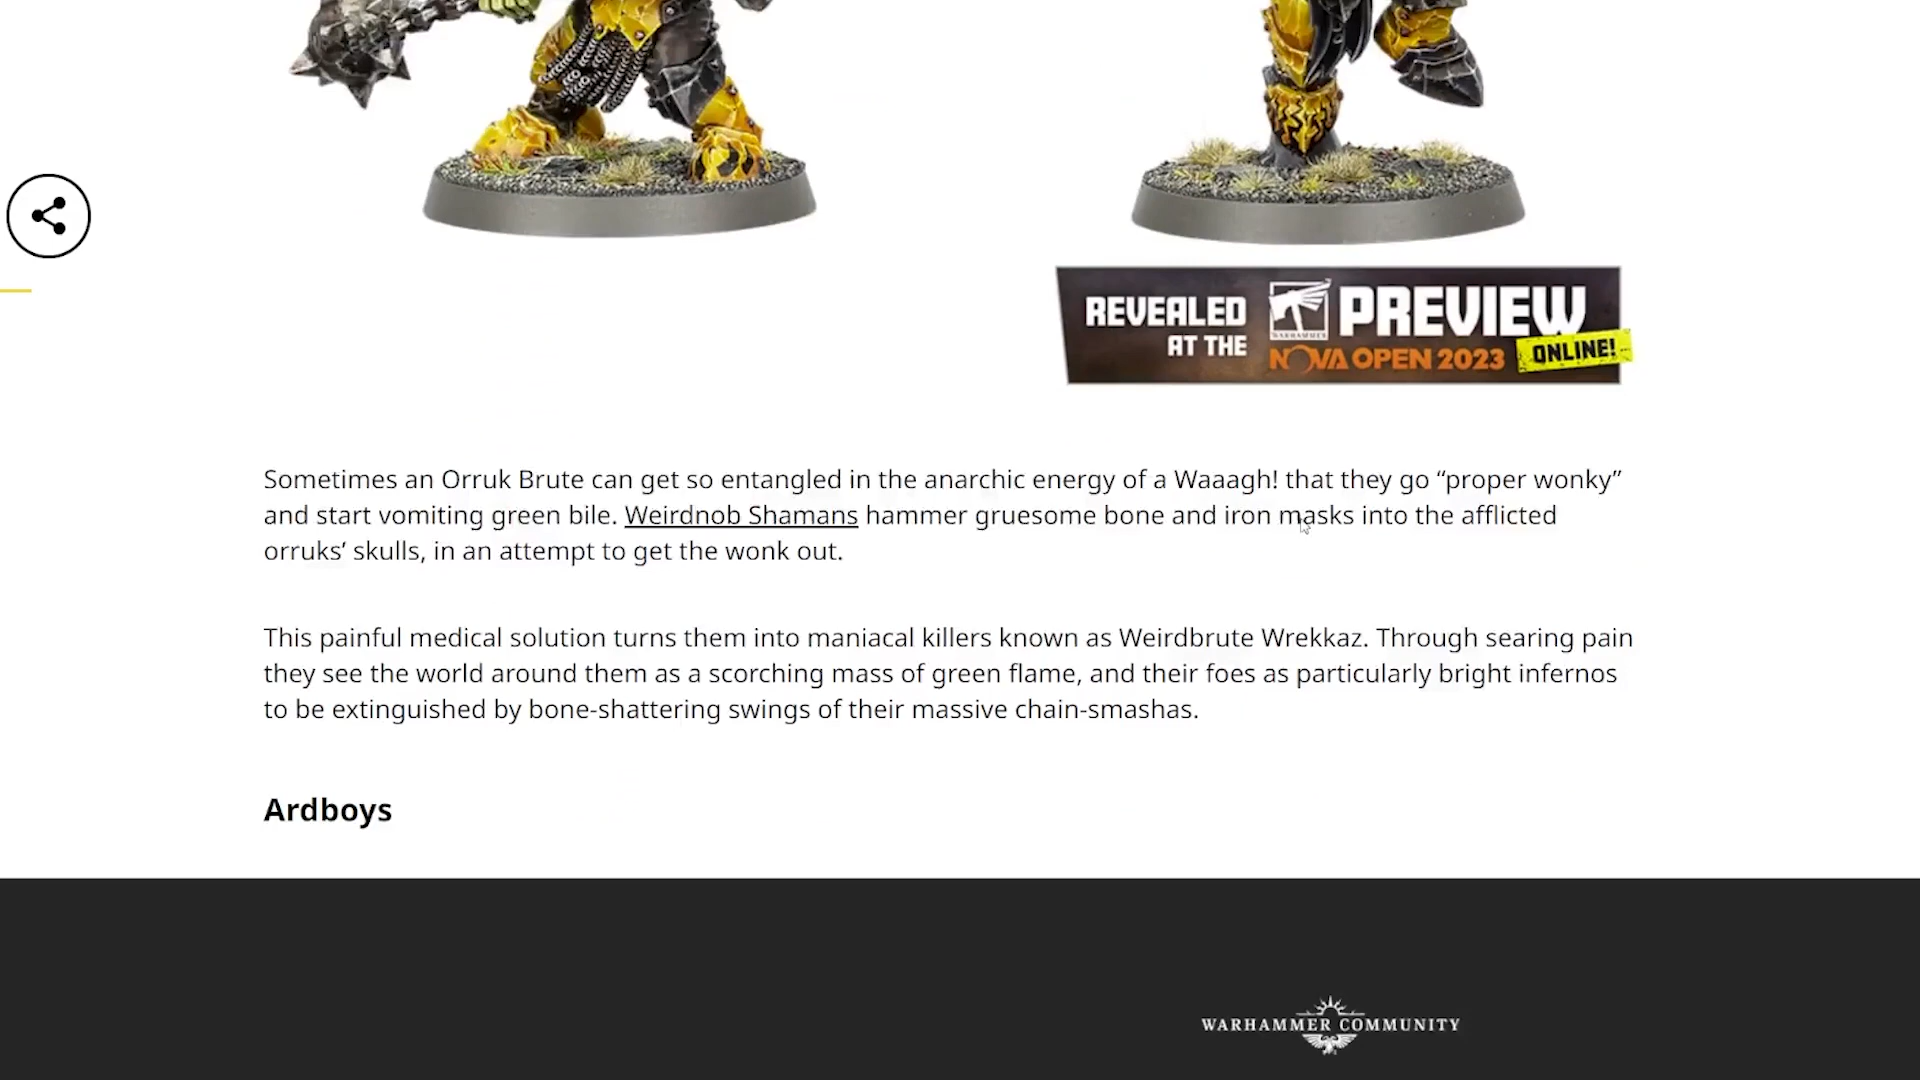 REVEALED
AT THE
WARHAMMER
PREVIEW
NOVA OPEN 2023
ONLINE!
Sometimes an Orruk Brute can get so entangled in the anarchic energy of a Waaagh! that they go “proper wonky”
and start vomiting green bile. Weirdnob Shamans hammer gruesome bone and iron masks into the afflicted
orruks’ skulls, in an attempt to get the wonk out.
This painful medical solution turns them into maniacal killers known as Weirdbrute Wrekkaz. Through searing pain
they see the world around them as a scorching mass of green flame, and their foes as particularly bright infernos
to be extinguished by bone-shattering swings of their massive chain-smashas.
Ardboys
WARHAMMER COMMUNITY